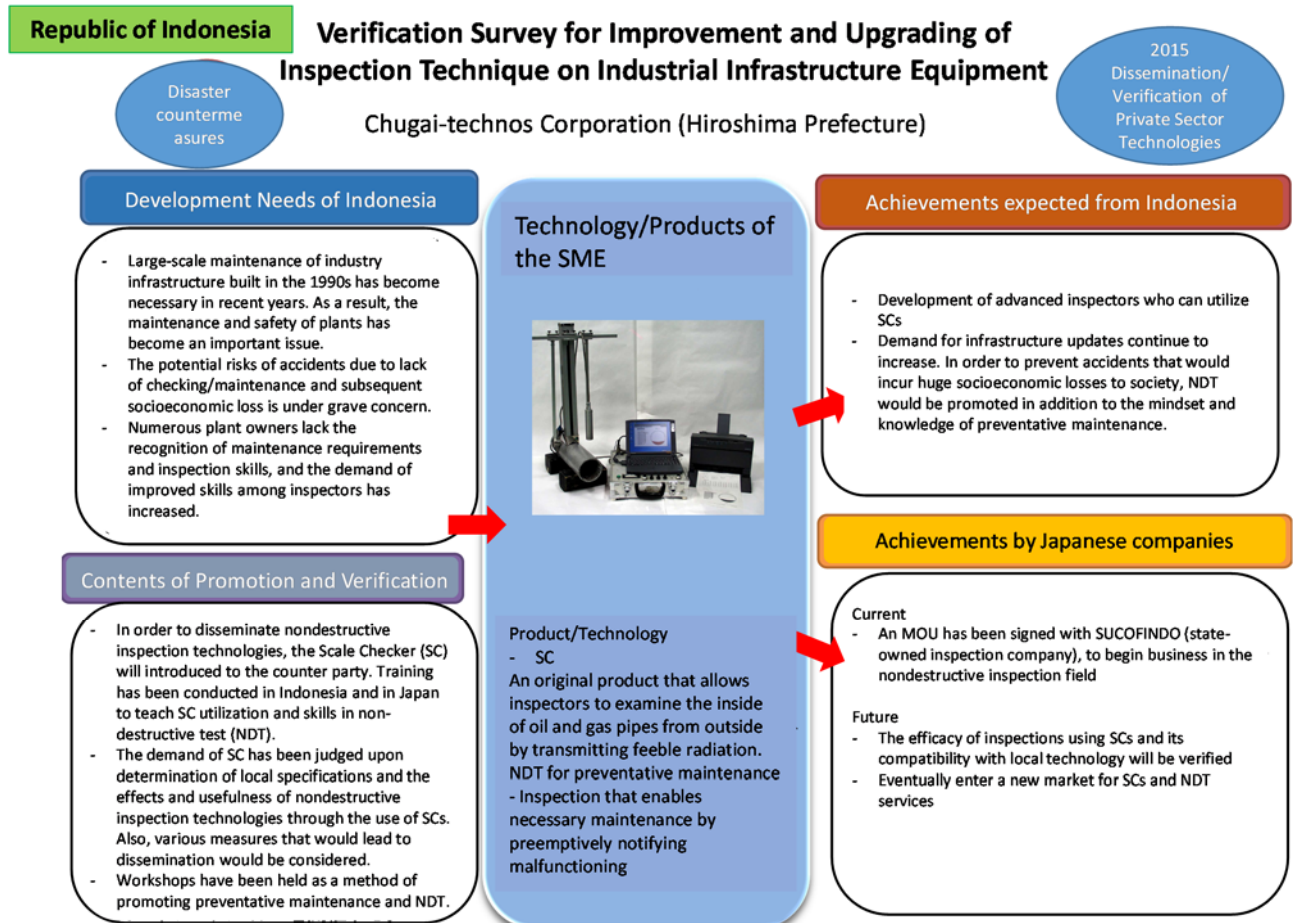 Republic of Indonesia
Verification Survey for Improvement and Upgrading of
Inspection Technique on Industrial Infrastructure Equipment
Chugai-technos Corporation (Hiroshima Prefecture)
Disaster
counterme
asures
2015
Dissemination/
Verification of
Private Sector
Technologies
Development Needs of Indonesia
- Large-scale maintenance of industry
infrastructure built in the 1990s has become
necessary in recent years. As a result, the
maintenance and safety of plants has
become an important issue.
- The potential risks of accidents due to lack
of checking/maintenance and subsequent
socioeconomic loss is under grave concern.
- Numerous plant owners lack the
recognition of maintenance requirements
and inspection skills, and the demand of
improved skills among inspectors has
increased.
Contents of Promotion and Verification
- In order to disseminate nondestructive
inspection technologies, the Scale Checker (SC)
will introduced to the counter party. Training
has been conducted in Indonesia and in Japan
to teach SC utilization and skills in non-
destructive test (NDT).
- The demand of SC has been judged upon
determination of local specifications and the
effects and usefulness of nondestructive
inspection technologies through the use of SCs.
Also, various measures that would lead to
dissemination would be considered.
- Workshops have been held as a method of
promoting preventative maintenance and NDT.
Technology/Products of
the SME
Product/Technology
- SC
An original product that allows
inspectors to examine the inside
of oil and gas pipes from outside
by transmitting feeble radiation.
NDT for preventative maintenance
- Inspection that enables
necessary maintenance by
preemptively notifying
malfunctioning
Achievements expected from Indonesia
- Development of advanced inspectors who can utilize
SCs
- Demand for infrastructure updates continue to
increase. In order to prevent accidents that would
incur huge socioeconomic losses to society, NDT
would be promoted in addition to the mindset and
knowledge of preventative maintenance.
Achievements by Japanese companies
Current
- An MOU has been signed with SUCOFINDO (state-
owned inspection company), to begin business in the
nondestructive inspection field
Future
- The efficacy of inspections using SCs and its
compatibility with local technology will be verified
- Eventually enter a new market for SCs and NDT
services